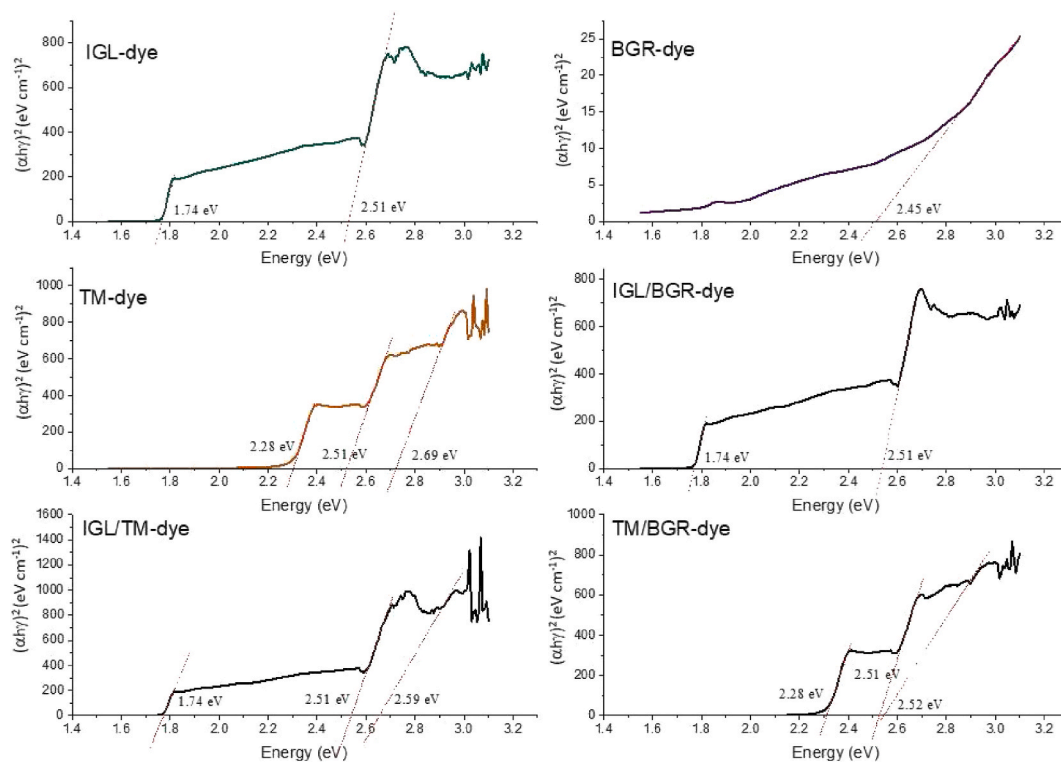 IGL-dye
(αhγ)² (eV cm⁻¹)²
800
600
400
200
0
1.74 eV
2.51 eV
1.4 1.6 1.8 2.0 2.2 2.4 2.6 2.8 3.0 3.2
Energy (eV)
BGR-dye
(αhγ)² (eV cm⁻¹)²
25
20
15
10
5
0
2.45 eV
1.4 1.6 1.8 2.0 2.2 2.4 2.6 2.8 3.0 3.2
Energy (eV)
TM-dye
(αhγ)² (eV cm⁻¹)²
1000
800
600
400
200
0
2.28 eV
2.51 eV
2.69 eV
1.4 1.6 1.8 2.0 2.2 2.4 2.6 2.8 3.0 3.2
Energy (eV)
IGL/BGR-dye
(αhγ)² (eV cm⁻¹)²
800
600
400
200
0
1.74 eV
2.51 eV
1.4 1.6 1.8 2.0 2.2 2.4 2.6 2.8 3.0 3.2
Energy (eV)
IGL/TM-dye
(αhγ)² (eV cm⁻¹)²
1600
1400
1200
1000
800
600
400
200
0
1.74 eV
2.51 eV
2.59 eV
1.4 1.6 1.8 2.0 2.2 2.4 2.6 2.8 3.0 3.2
Energy (eV)
TM/BGR-dye
(αhγ)² (eV cm⁻¹)²
1000
800
600
400
200
0
2.28 eV
2.51 eV
2.52 eV
1.4 1.6 1.8 2.0 2.2 2.4 2.6 2.8 3.0 3.2
Energy (eV)